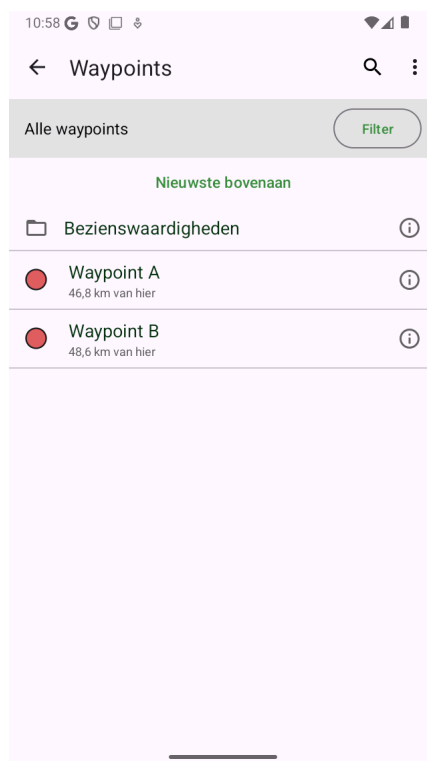 10:58
Waypoints
Alle waypoints
Filter
Nieuwste bovenaan
Bezienswaardigheden
Waypoint A
46,8 km van hier
Waypoint B
48,6 km van hier